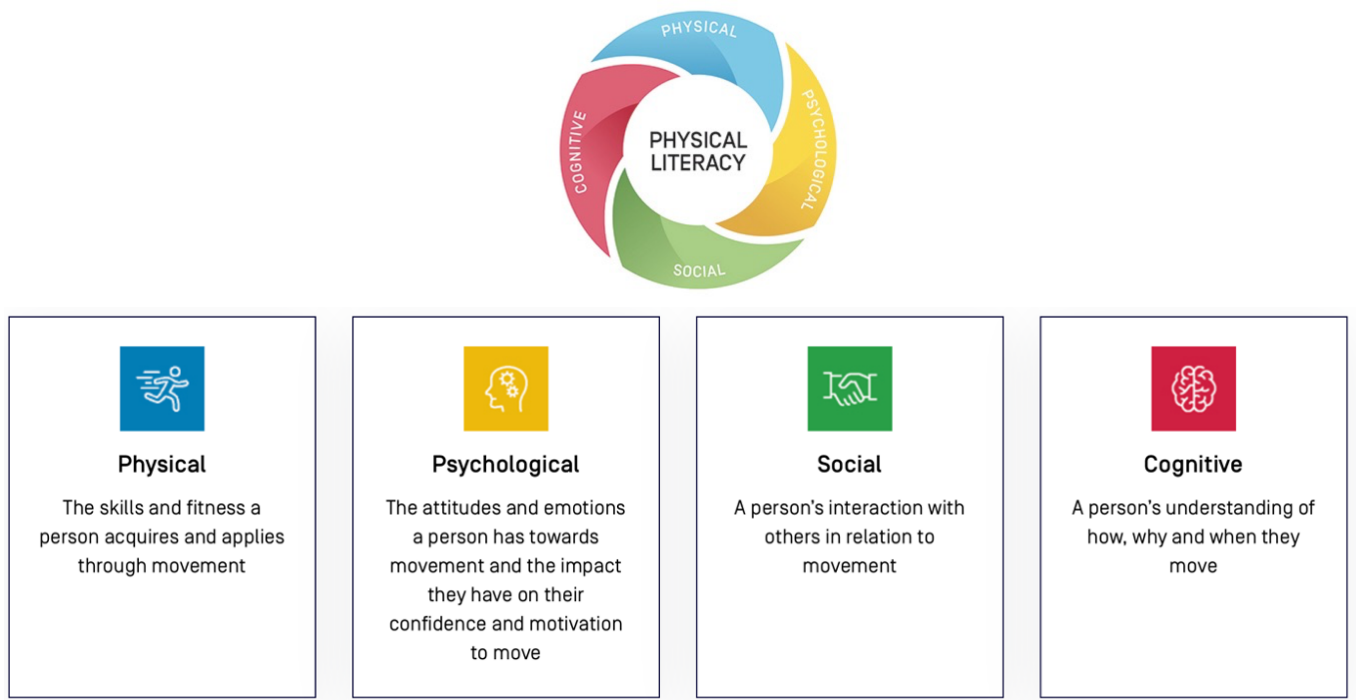 PHYSICAL
PSYCHOLOGICAL
SOCIAL
COGNITIVE
PHYSICAL
LITERACY
Physical
The skills and fitness a
person acquires and applies
through movement
Psychological
The attitudes and emotions
a person has towards
movement and the impact
they have on their
confidence and motivation
to move
Social
A person's interaction with
others in relation to
movement
Cognitive
A person's understanding of
how, why and when they
move